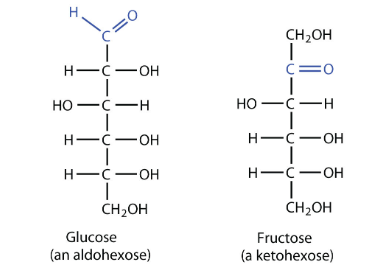 H O
C
H C OH
HO C H
H C OH
H C OH
CH₂OH
Glucose
(an aldohexose)
CH₂OH
C O
HO C H
H C OH
H C OH
CH₂OH
Fructose
(a ketohexose)